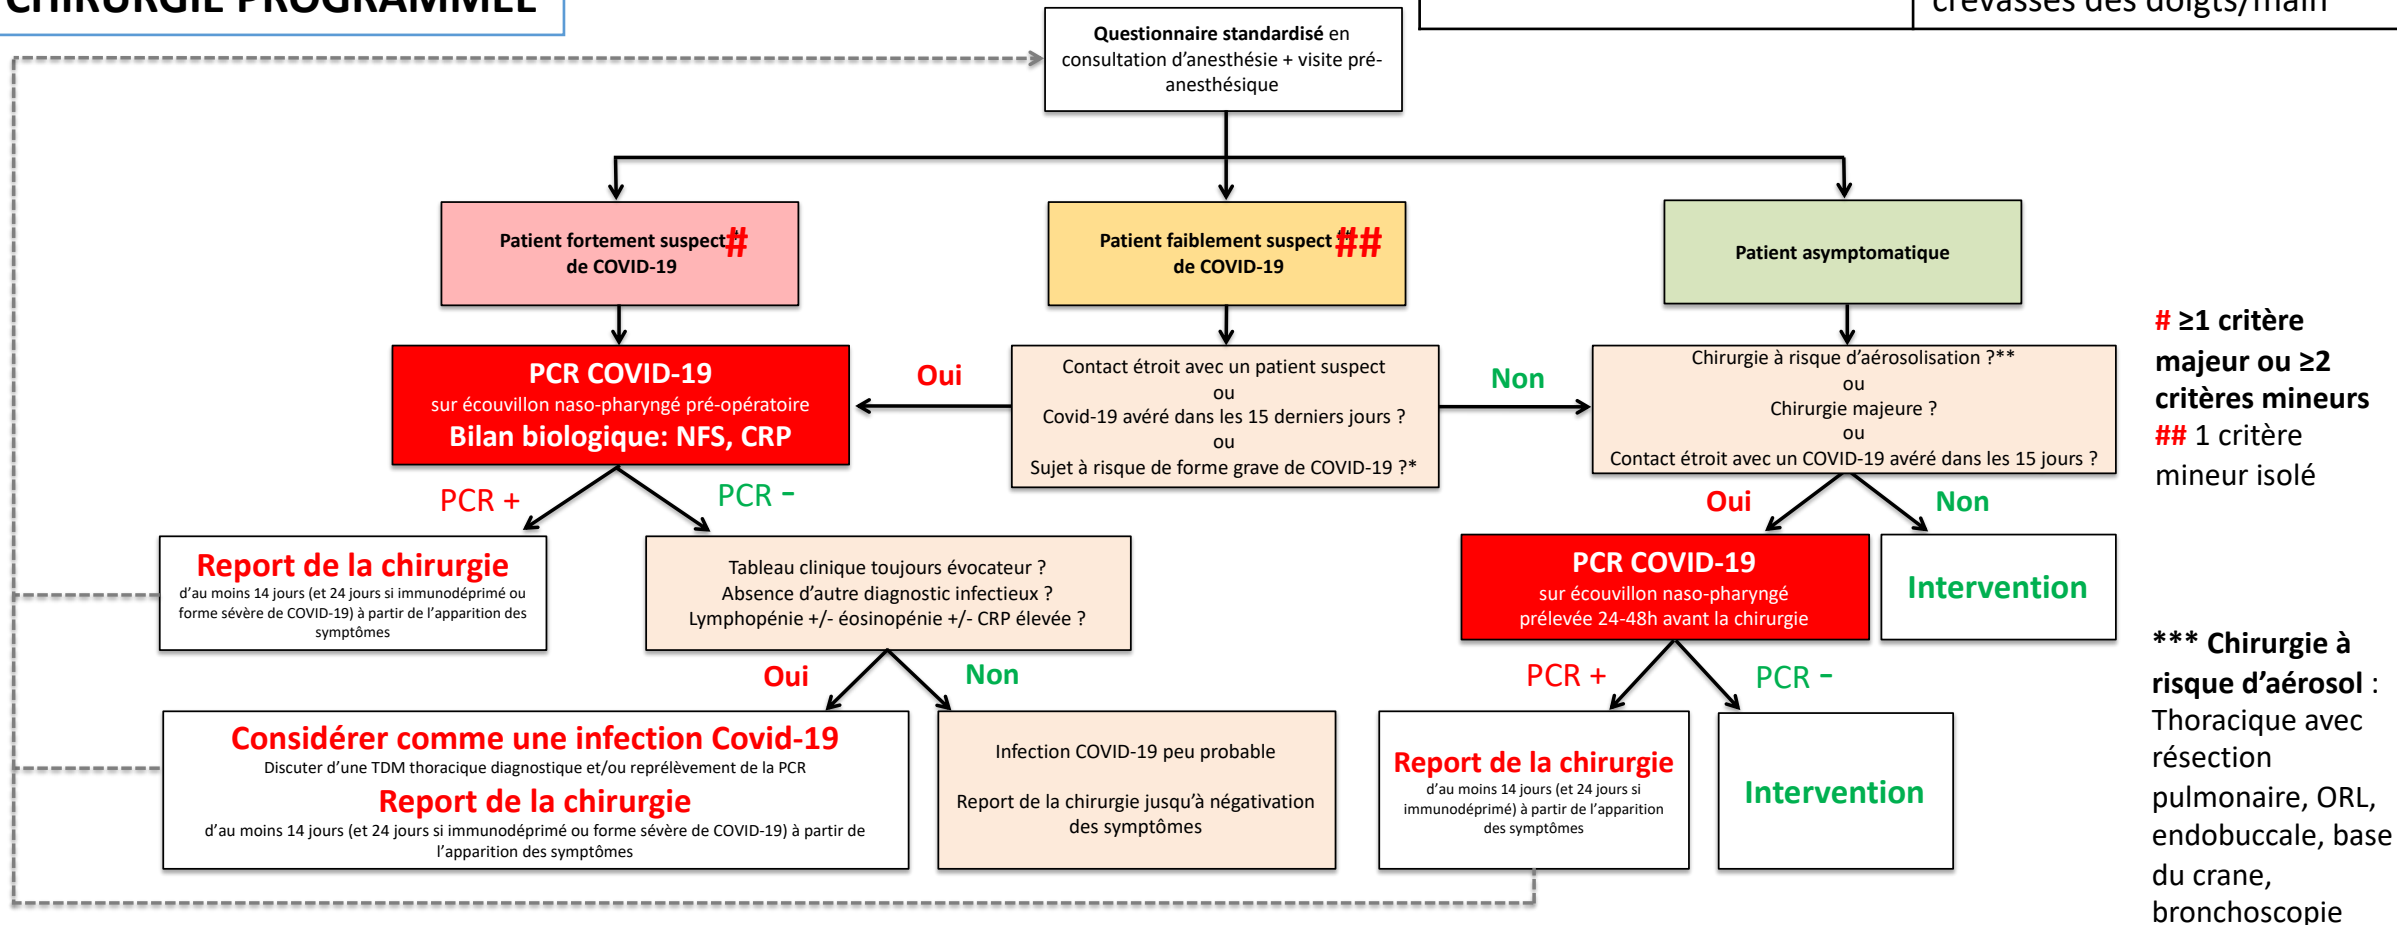 CHIRURGIE PROGRAMMEE
crevasses des doigts/main
Questionnaire standardisé en
consultation d'anesthésie + visite pré-
anesthésique
Patient fortement suspect #
de COVID-19
Patient faiblement suspect ##
de COVID-19
Patient asymptomatique
PCR COVID-19
sur écouvillon naso-pharyngé pré-opératoire
Bilan biologique: NFS, CRP
Oui
Contact étroit avec un patient suspect
ou
Covid-19 avéré dans les 15 derniers jours ?
ou
Sujet à risque de forme grave de COVID-19 ?*
Non
Chirurgie à risque d'aérosolisation ?**
ou
Chirurgie majeure ?
ou
Contact étroit avec un COVID-19 avéré dans les 15 jours ?
# ≥1 critère
majeur ou ≥2
critères mineurs
## 1 critère
mineur isolé
PCR +
PCR -
Oui
Non
Report de la chirurgie
d'au moins 14 jours (et 24 jours si immunodéprimé ou
forme sévère de COVID-19) à partir de l'apparition des
symptômes
Tableau clinique toujours évocateur ?
Absence d'autre diagnostic infectieux ?
Lymphopénie +/- éosinopénie +/- CRP élevée ?
PCR COVID-19
sur écouvillon naso-pharyngé
prélevée 24-48h avant la chirurgie
Intervention
Oui
Non
PCR +
PCR -
Considérer comme une infection Covid-19
Discuter d'une TDM thoracique diagnostique et/ou reprélèvement de la PCR
Report de la chirurgie
d'au moins 14 jours (et 24 jours si immunodéprimé ou forme sévère de COVID-19) à partir de
l'apparition des symptômes
Infection COVID-19 peu probable
Report de la chirurgie jusqu'à négativation
des symptômes
Report de la chirurgie
d'au moins 14 jours (et 24 jours si
immunodéprimé) à partir de l'apparition
des symptômes
Intervention
*** Chirurgie à
risque d'aérosol :
Thoracique avec
résection
pulmonaire, ORL,
endobuccale, base
du crane,
bronchoscopie